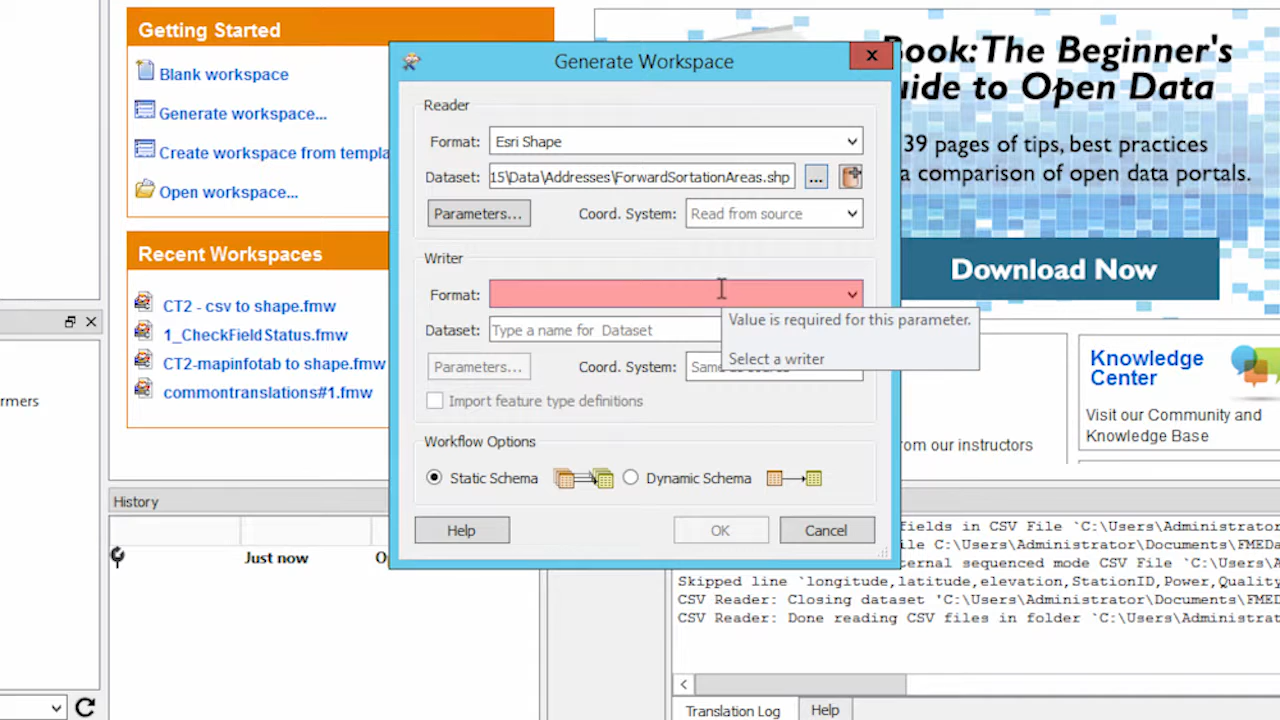 Getting Started
Blank workspace
Generate workspace...
Create workspace from templa
Open workspace...
Recent Workspaces
CT2 - csv to shape.fmw
1_CheckFieldStatus.fmw
CT2-mapinfotab to shape.fmw
commontranslations#1.fmw
rmers
Generate Workspace
x
Reader
Format: Esri Shape
Dataset: 15\Data\Addresses\ForwardSortationAreas.shp ...
Parameters... Coord. System: Read from source
Writer
Format:
Value is required for this parameter.
Select a writer
Dataset: Type a name for Dataset
Parameters... Coord. System:
Import feature type definitions
Workflow Options
Static Schema Dynamic Schema
Help OK Cancel
Book: The Beginner's
uide to Open Data
39 pages of tips, best practices
a comparison of open data portals.
Download Now
Knowledge
Center
Visit our Community and
Knowledge Base
from our instructors
History
Just now Op
fields in CSV File `C:\Users\Administrator
ile C:\Users\Administrator\Documents\FMEDa
ternal sequenced mode CSV File `C:\Users\A
Skipped line `longitude,latitude,elevation,StationID,Power,Quality
CSV Reader: Closing dataset 'C:\Users\Administrator\Documents\FMED
CSV Reader: Done reading CSV files in folder `C:\Users\Administrat
Translation Log Help